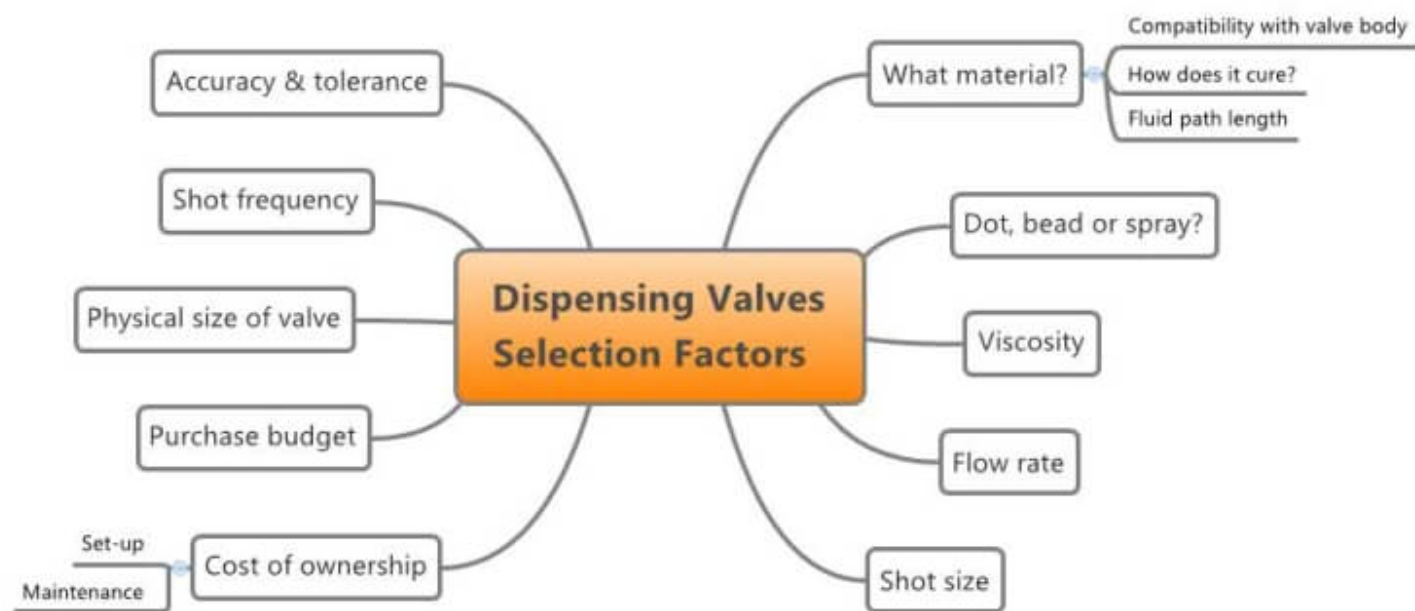 Dispensing Valves
Selection Factors
What material?
Compatibility with valve body
How does it cure?
Fluid path length
Dot, bead or spray?
Viscosity
Flow rate
Shot size
Accuracy & tolerance
Shot frequency
Physical size of valve
Purchase budget
Cost of ownership
Set-up
Maintenance